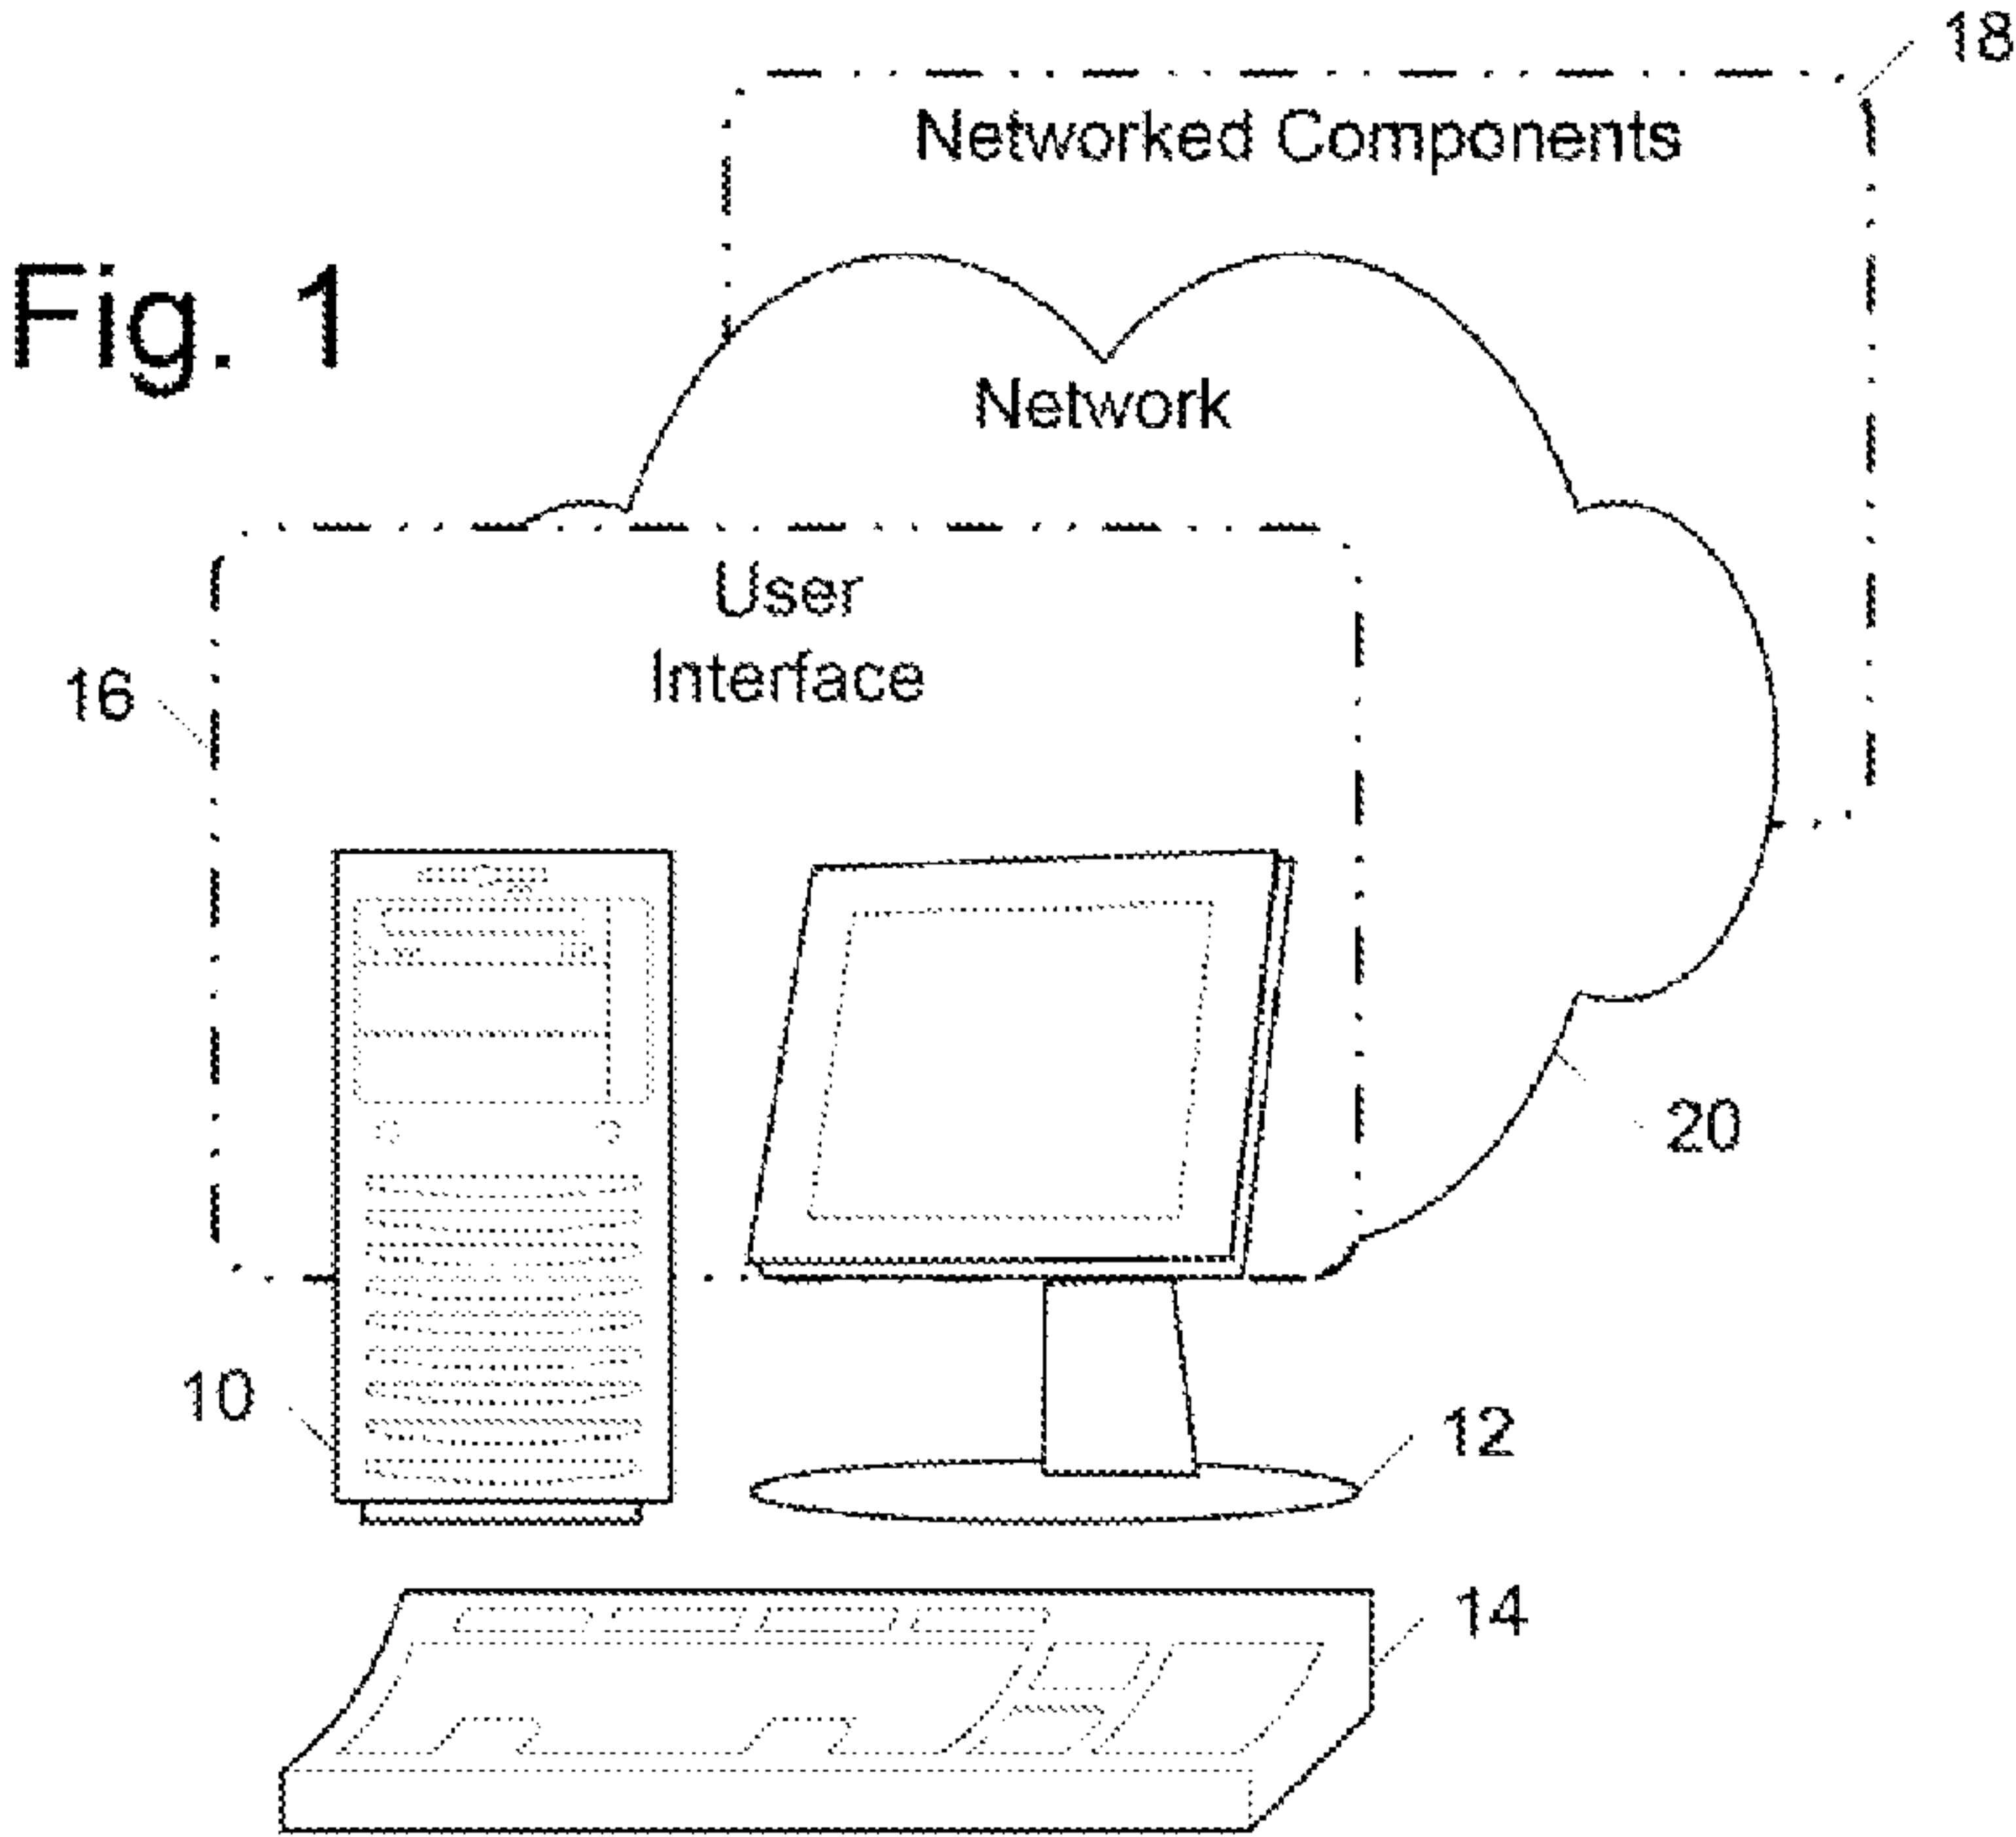 18
Networked Components
Fig. 1
Network
User
Interface
16
20
10
12
14